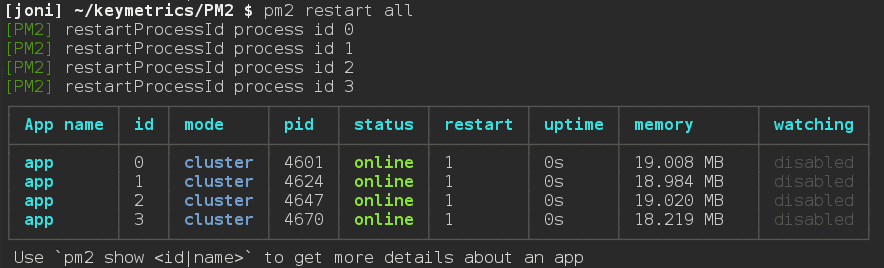 [joni] ~/keymetrics/PM2 $ pm2 restart all
[PM2] restartProcessId process id 0
[PM2] restartProcessId process id 1
[PM2] restartProcessId process id 2
[PM2] restartProcessId process id 3
App name id mode pid status restart uptime memory watching
app 0 cluster 4601 online 1 0s 19.008 MB disabled
app 1 cluster 4624 online 1 0s 18.984 MB disabled
app 2 cluster 4647 online 1 0s 19.020 MB disabled
app 3 cluster 4670 online 1 0s 18.219 MB disabled
Use `pm2 show <id|name>` to get more details about an app